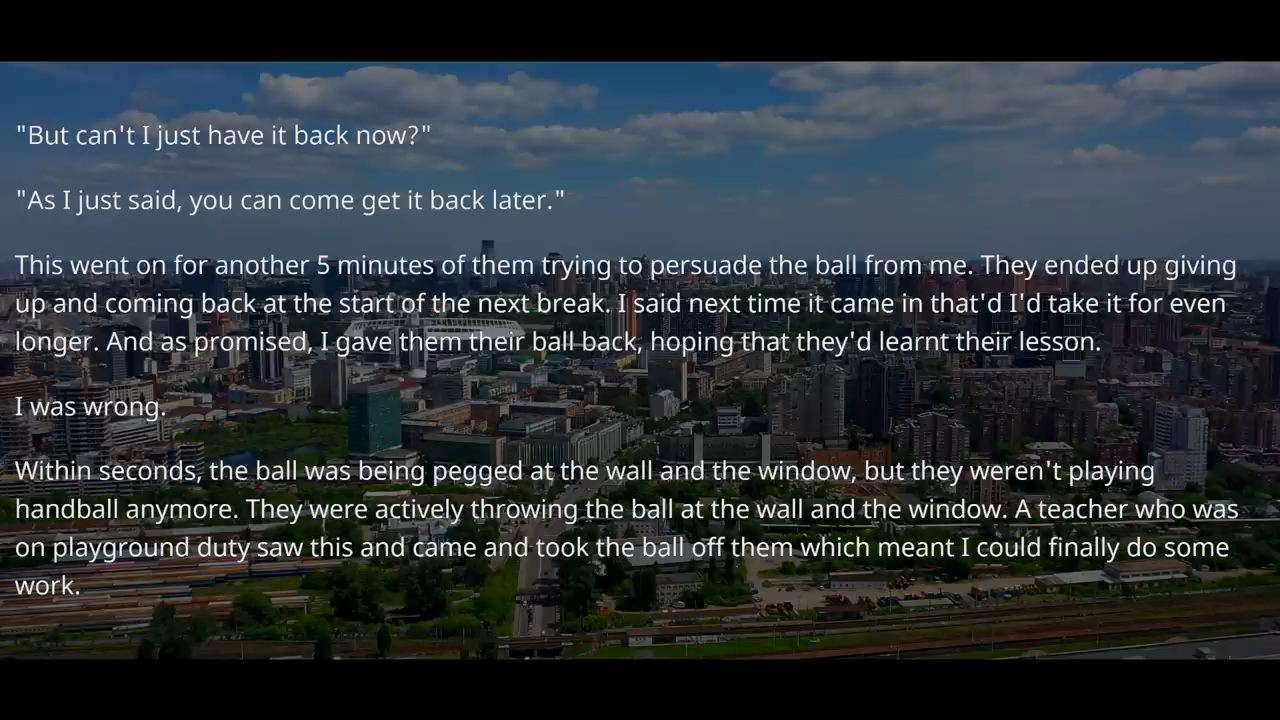 "But can't I just have it back now?"
"As I just said, you can come get it back later."
This went on for another 5 minutes of them trying to persuade the ball from me. They ended up giving
up and coming back at the start of the next break. I said next time it came in that'd I'd take it for even
longer. And as promised, I gave them their ball back, hoping that they'd learnt their lesson.
I was wrong.
Within seconds, the ball was being pegged at the wall and the window, but they weren't playing
handball anymore. They were actively throwing the ball at the wall and the window. A teacher who was
on playground duty saw this and came and took the ball off them which meant I could finally do some
work.